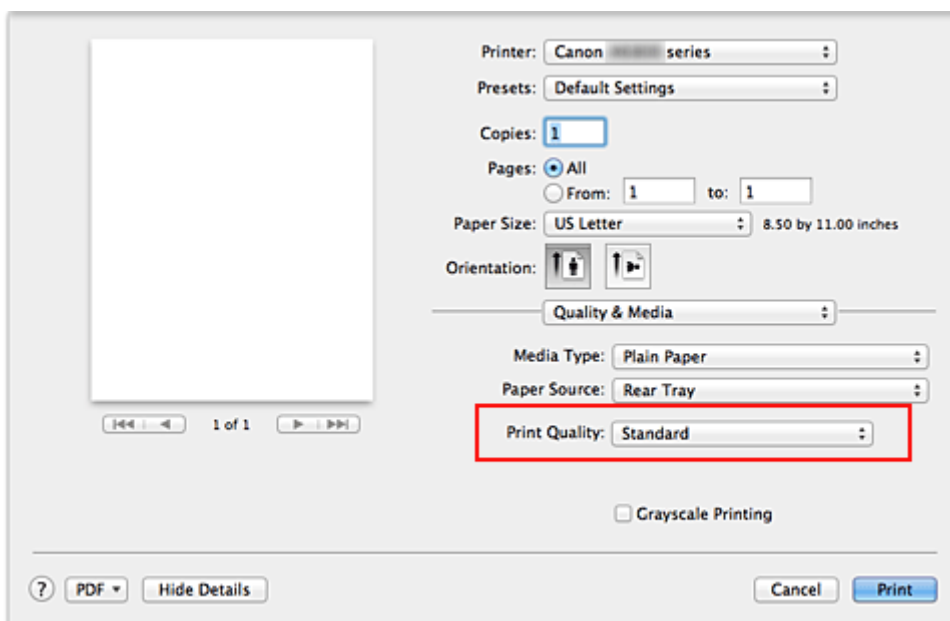 Printer: Canon series
Presets: Default Settings
Copies: 1
Pages: All
From: 1 to: 1
Paper Size: US Letter 8.50 by 11.00 inches
Orientation:
Quality & Media
Media Type: Plain Paper
Paper Source: Rear Tray
1 of 1
Print Quality: Standard
Grayscale Printing
? PDF Hide Details Cancel Print